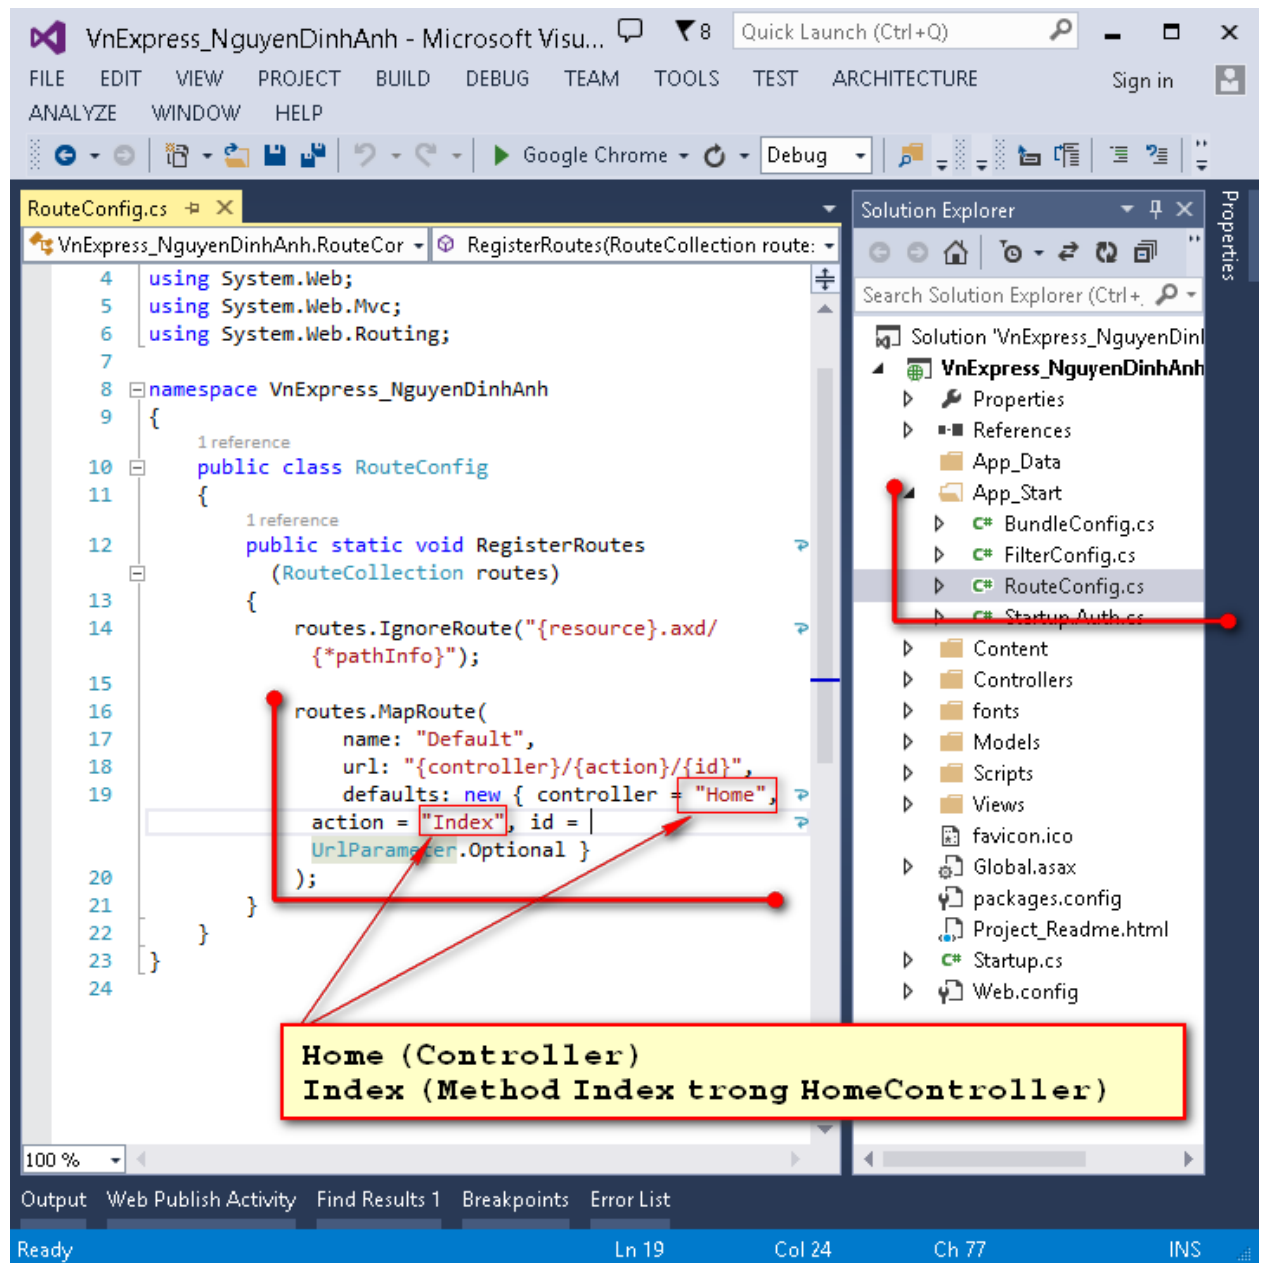 VnExpress_NguyenDinhAnh - Microsoft Visu...
8
Quick Launch (Ctrl+Q)
FILE EDIT VIEW PROJECT BUILD DEBUG TEAM TOOLS TEST ARCHITECTURE
Sign in
ANALYZE WINDOW HELP
Google Chrome
Debug
RouteConfig.cs
VnExpress_NguyenDinhAnh.RouteCor
RegisterRoutes(RouteCollection route:
4 using System.Web;
5 using System.Web.Mvc;
6 using System.Web.Routing;
7
8 namespace VnExpress_NguyenDinhAnh
9 {
1 reference
10 public class RouteConfig
11 {
1 reference
12 public static void RegisterRoutes
(RouteCollection routes)
13 {
14 routes.IgnoreRoute("{resource}.axd/
{*pathInfo}");
15
16 routes.MapRoute(
17 name: "Default",
18 url: "{controller}/{action}/{id}",
19 defaults: new { controller = "Home",
action = "Index", id =
UrlParameter.Optional }
20 );
21 }
22 }
23 }
24
Home (Controller)
Index (Method Index trong HomeController)
100 %
Solution Explorer
Search Solution Explorer (Ctrl+
Solution 'VnExpress_NguyenDinl
VnExpress_NguyenDinhAnh
Properties
References
App_Data
App_Start
C# BundleConfig.cs
C# FilterConfig.cs
C# RouteConfig.cs
C# Startup.Auth.cs
Content
Controllers
fonts
Models
Scripts
Views
favicon.ico
Global.asax
packages.config
Project_Readme.html
C# Startup.cs
Web.config
Properties
Output Web Publish Activity Find Results 1 Breakpoints Error List
Ready Ln 19 Col 24 Ch 77 INS